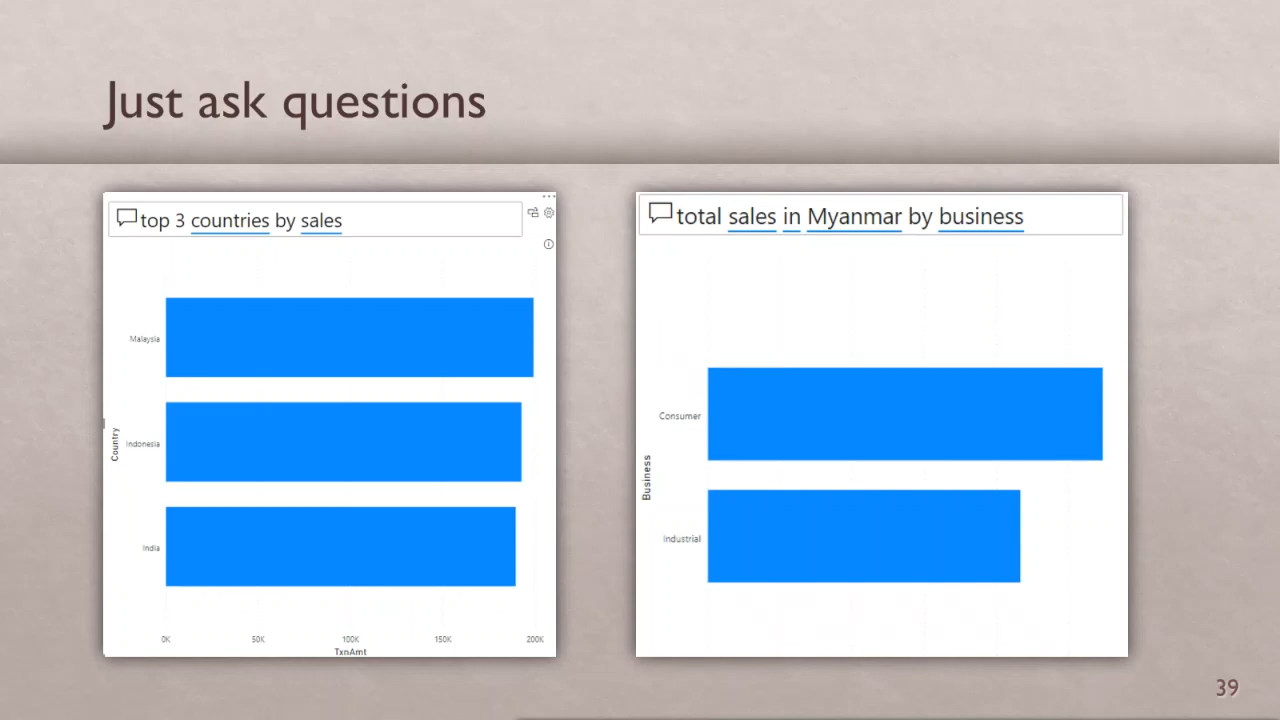 Just ask questions
top 3 countries by sales
Malaysia
Indonesia
India
Country
0K 50K 100K 150K 200K
TxnAmt
total sales in Myanmar by business
Consumer
Industrial
Business
39